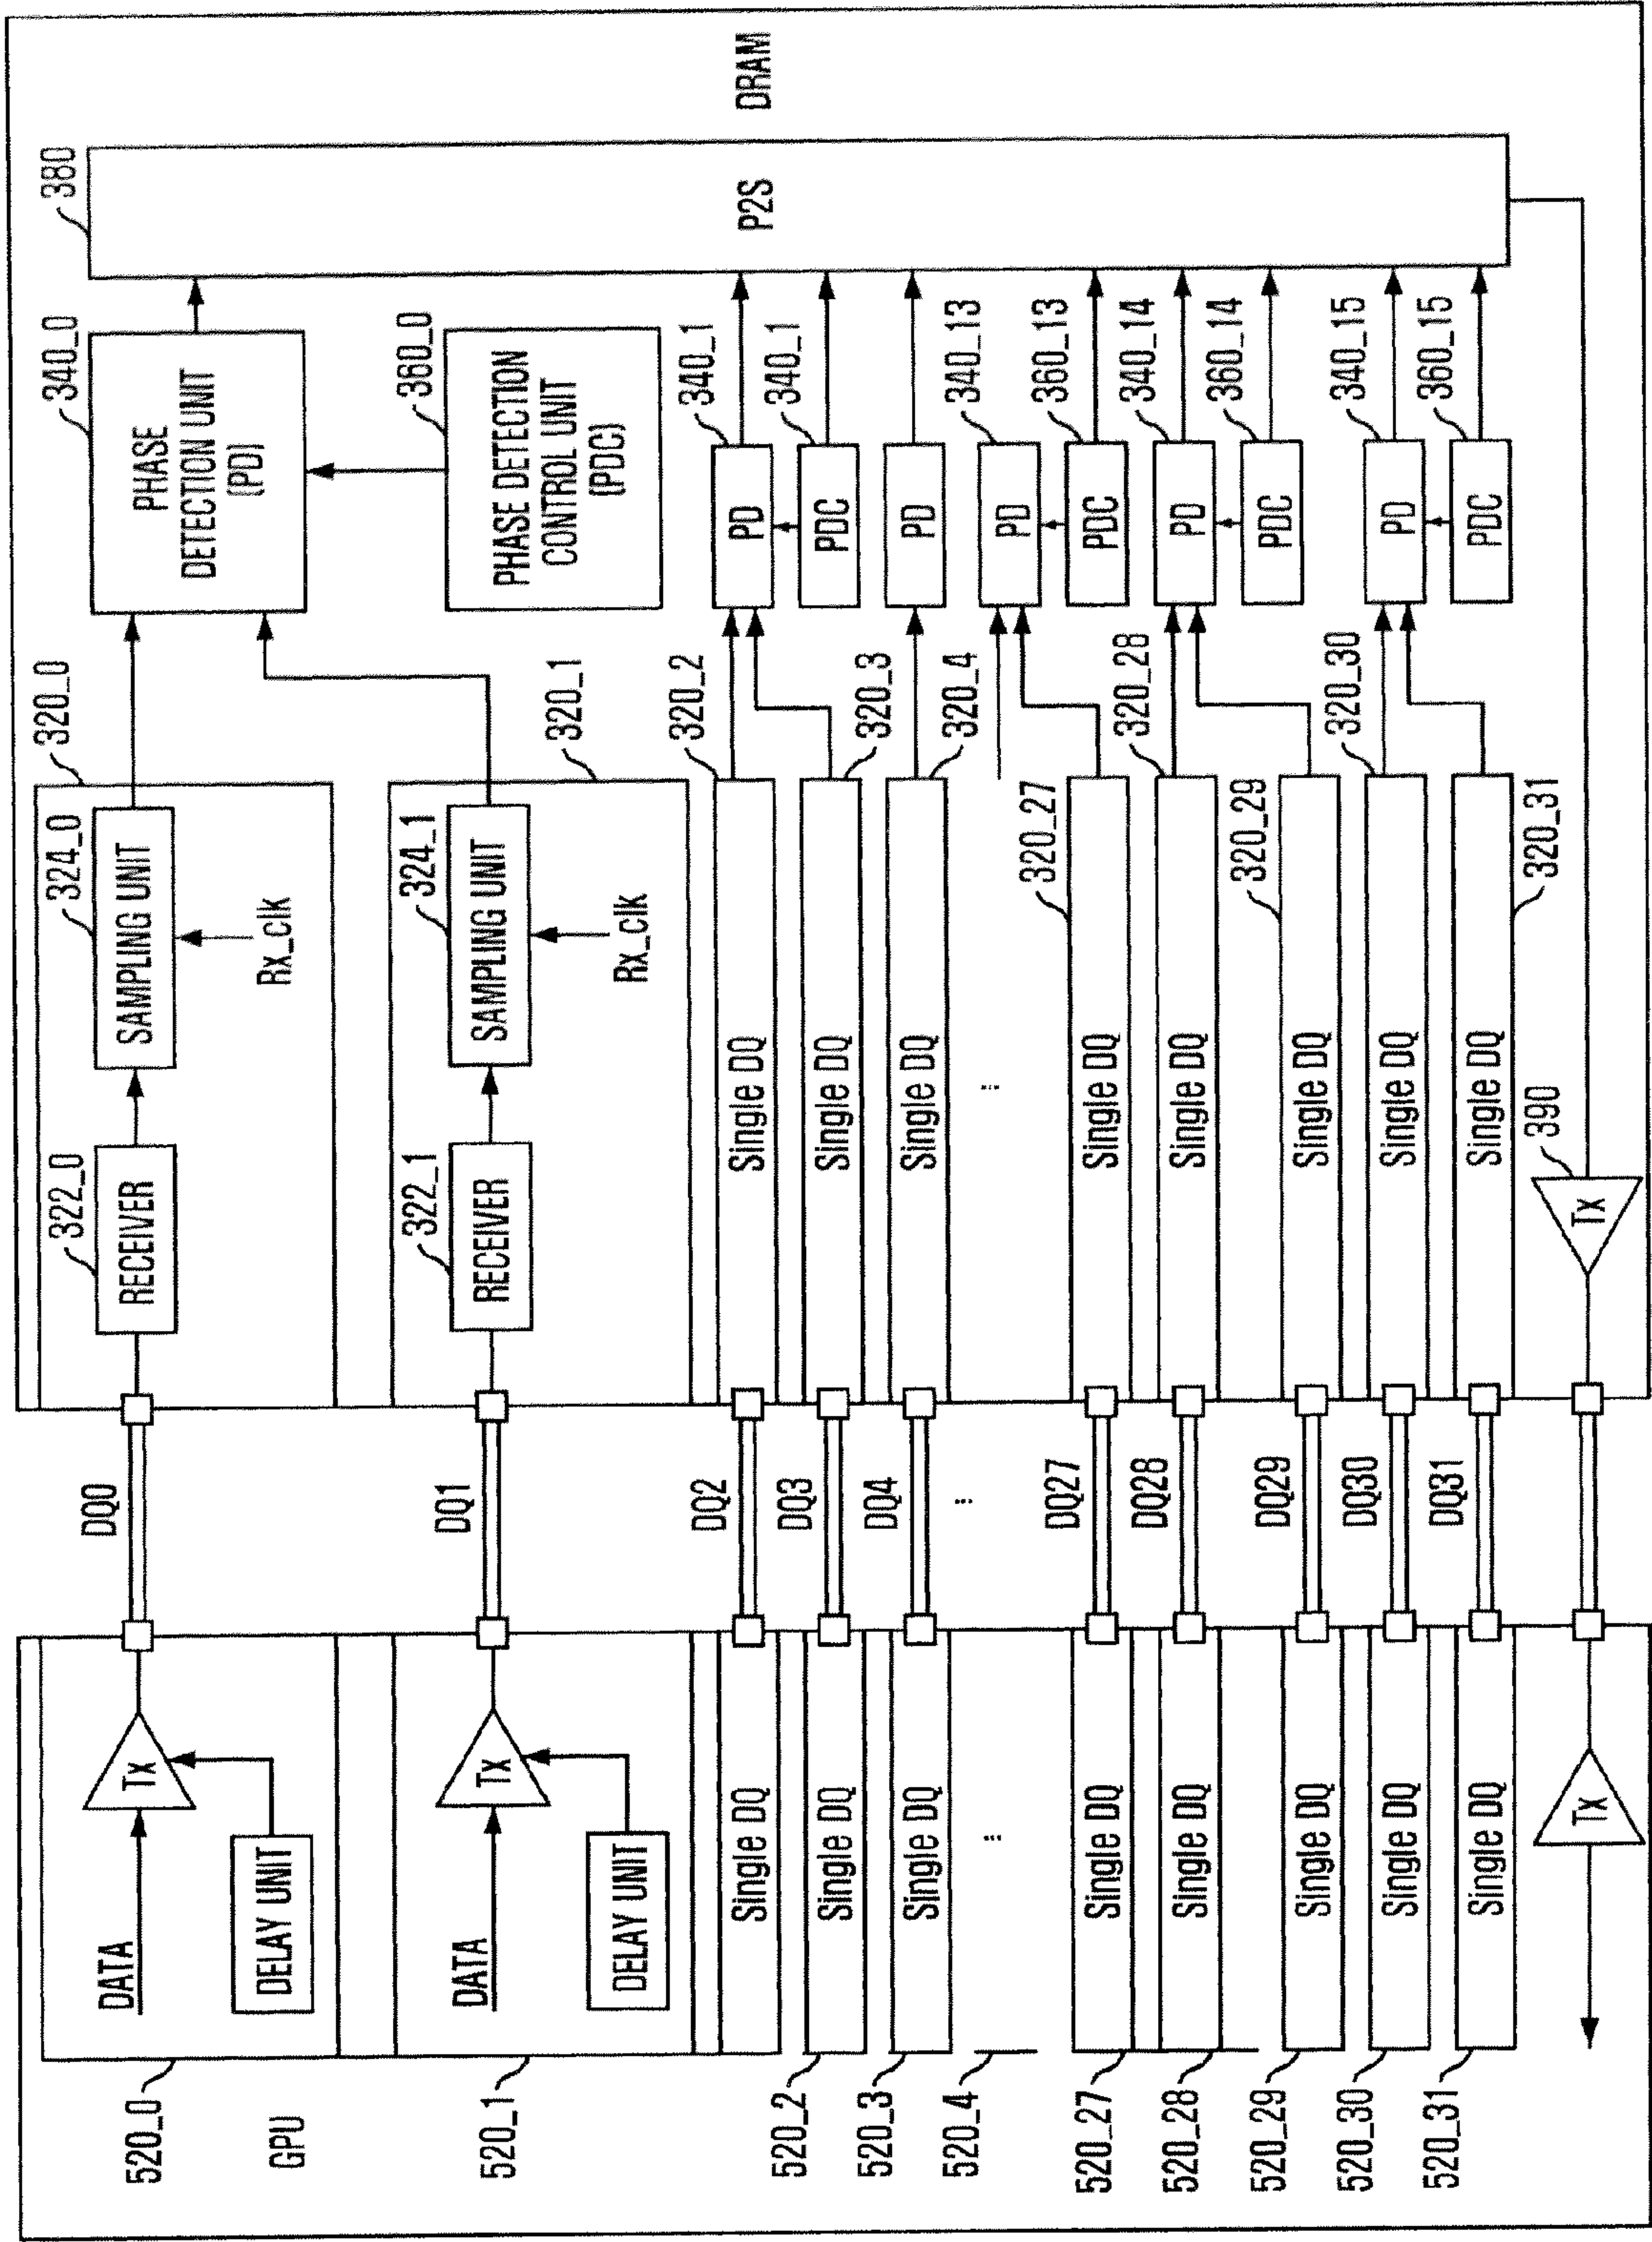 520_0
GPU
520_1
520_2
520_3
520_4
520_27
520_28
520_29
520_30
520_31
DATA
Tx
DELAY UNIT
DATA
Tx
DELAY UNIT
Single DQ
Single DQ
Single DQ
...
Single DQ
Single DQ
Single DQ
Single DQ
Single DQ
Tx
DQ0
DQ1
DQ2
DQ3
DQ4
...
DQ27
DQ28
DQ29
DQ30
DQ31
322_0
RECEIVER
324_0
SAMPLING UNIT
Rx_clk
320_0
322_1
RECEIVER
324_1
SAMPLING UNIT
Rx_clk
320_1
Single DQ
320_2
Single DQ
320_3
Single DQ
320_4
...
Single DQ
320_27
Single DQ
320_28
Single DQ
320_29
Single DQ
320_30
Single DQ
320_31
Tx
390
PHASE
DETECTION UNIT
(PD)
340_0
PHASE DETECTION
CONTROL UNIT
(PDC)
360_0
PD
340_1
PDC
340_1
PD
PD
340_13
PDC
360_13
PD
340_14
PDC
360_14
PD
340_15
PDC
360_15
380
P2S
DRAM